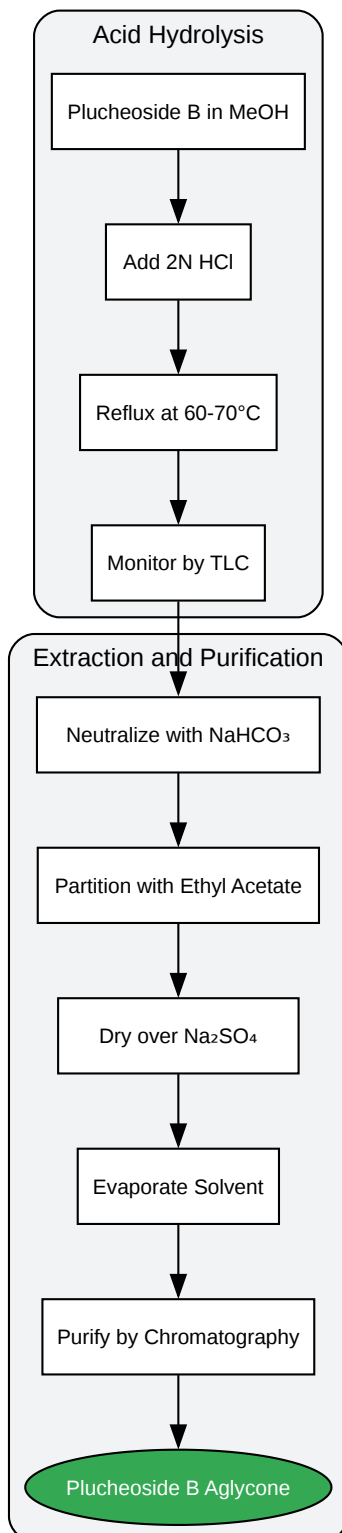 Acid Hydrolysis
Plucheoside B in MeOH
Add 2N HCl
Reflux at 60-70°C
Monitor by TLC
Extraction and Purification
Neutralize with NaHCO₃
Partition with Ethyl Acetate
Dry over Na₂SO₄
Evaporate Solvent
Purify by Chromatography
Plucheoside B Aglycone